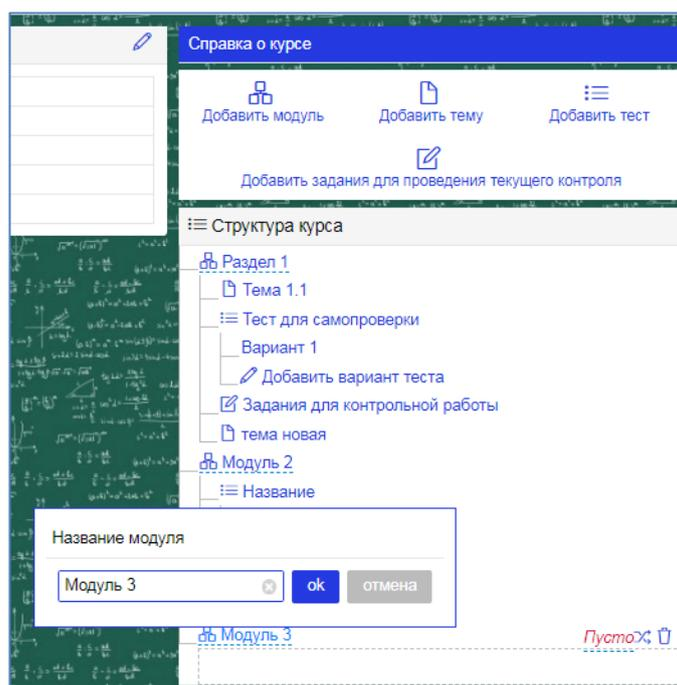 Справка о курсе
Добавить модуль
Добавить тему
Добавить тест
Добавить задания для проведения текущего контроля
Структура курса
Раздел 1
Тема 1.1
Тест для самопроверки
Вариант 1
Добавить вариант теста
Задания для контрольной работы
тема новая
Модуль 2
Название
Название модуля
Модуль 3
ok
отмена
Модуль 3
Пусто